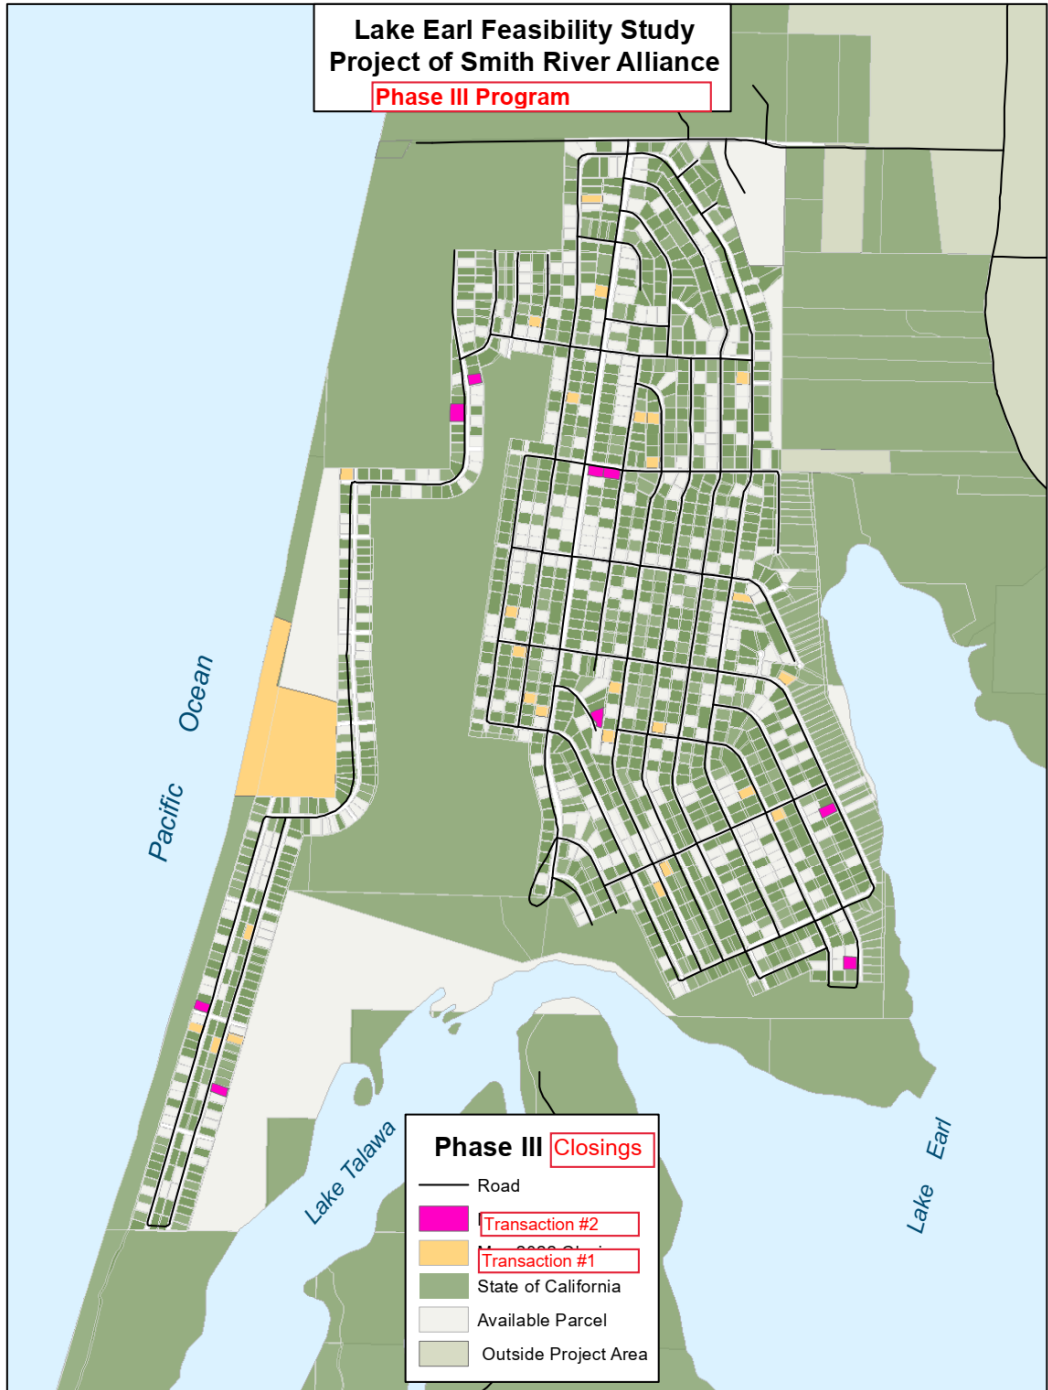 Lake Earl Feasibility Study
Project of Smith River Alliance
Phase III Program
Pacific Ocean
Lake Talawa
Lake Earl
Phase III Closings
Road
Transaction #2
Transaction #1
State of California
Available Parcel
Outside Project Area